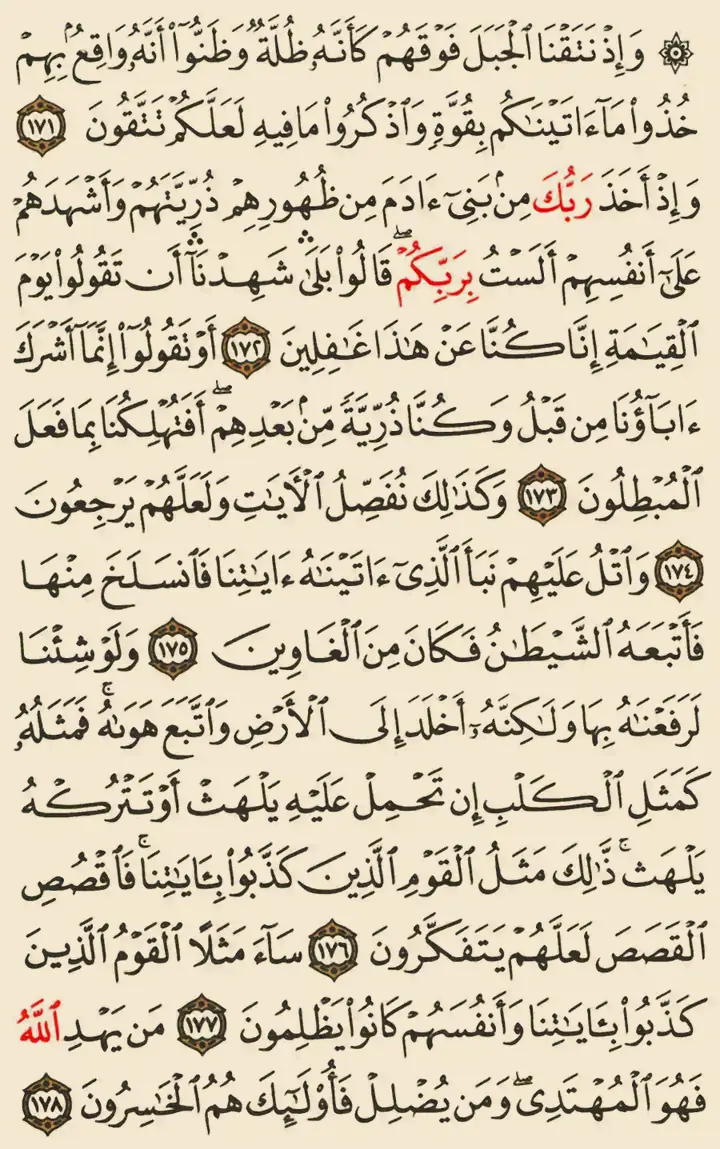 ۞ وَإِذْ نَتَقْنَا ٱلْجَبَلَ فَوْقَهُمْ كَأَنَّهُۥ ظُلَّةٌ وَظَنُّوٓا۟ أَنَّهُۥ وَاقِعٌۢ بِهِمْ
خُذُوا۟ مَآ ءَاتَيْنَـٰكُم بِقُوَّةٍ وَٱذْكُرُوا۟ مَا فِيهِ لَعَلَّكُمْ تَتَّقُونَ ١٧١
وَإِذْ أَخَذَ رَبُّكَ مِنۢ بَنِىٓ ءَادَمَ مِن ظُهُورِهِمْ ذُرِّيَّتَهُمْ وَأَشْهَدَهُمْ
عَلَىٰٓ أَنفُسِهِمْ أَلَسْتُ بِرَبِّكُمْ ۖ قَالُوا۟ بَلَىٰ ۛ شَهِدْنَآ ۛ أَن تَقُولُوا۟ يَوْمَ
ٱلْقِيَـٰمَةِ إِنَّا كُنَّا عَنْ هَـٰذَا غَـٰفِلِينَ ١٧٢ أَوْ تَقُولُوٓا۟ إِنَّمَآ أَشْرَكَ
ءَابَآؤُنَا مِن قَبْلُ وَكُنَّا ذُرِّيَّةً مِّنۢ بَعْدِهِمْ ۖ أَفَتُهْلِكُنَا بِمَا فَعَلَ
ٱلْمُبْطِلُونَ ١٧٣ وَكَذَٰلِكَ نُفَصِّلُ ٱلْـَٔايَـٰتِ وَلَعَلَّهُمْ يَرْجِعُونَ
١٧٤ وَٱتْلُ عَلَيْهِمْ نَبَأَ ٱلَّذِىٓ ءَاتَيْنَـٰهُ ءَايَـٰتِنَا فَٱنسَلَخَ مِنْهَا
فَأَتْبَعَهُ ٱلشَّيْطَـٰنُ فَكَانَ مِنَ ٱلْغَاوِينَ ١٧٥ وَلَوْ شِئْنَا
لَرَفَعْنَـٰهُ بِهَا وَلَـٰكِنَّهُۥٓ أَخْلَدَ إِلَى ٱلْأَرْضِ وَٱتَّبَعَ هَوَىٰهُ ۚ فَمَثَلُهُۥ
كَمَثَلِ ٱلْكَلْبِ إِن تَحْمِلْ عَلَيْهِ يَلْهَثْ أَوْ تَتْرُكْهُ
يَلْهَث ۚ ذَّٰلِكَ مَثَلُ ٱلْقَوْمِ ٱلَّذِينَ كَذَّبُوا۟ بِـَٔايَـٰتِنَا ۚ فَٱقْصُصِ
ٱلْقَصَصَ لَعَلَّهُمْ يَتَفَكَّرُونَ ١٧٦ سَآءَ مَثَلًا ٱلْقَوْمُ ٱلَّذِينَ
كَذَّبُوا۟ بِـَٔايَـٰتِنَا وَأَنفُسَهُمْ كَانُوا۟ يَظْلِمُونَ ١٧٧ مَن يَهْدِ ٱللَّهُ
فَهُوَ ٱلْمُهْتَدِى ۖ وَمَن يُضْلِلْ فَأُو۟لَـٰٓئِكَ هُمُ ٱلْخَـٰسِرُونَ ١٧٨